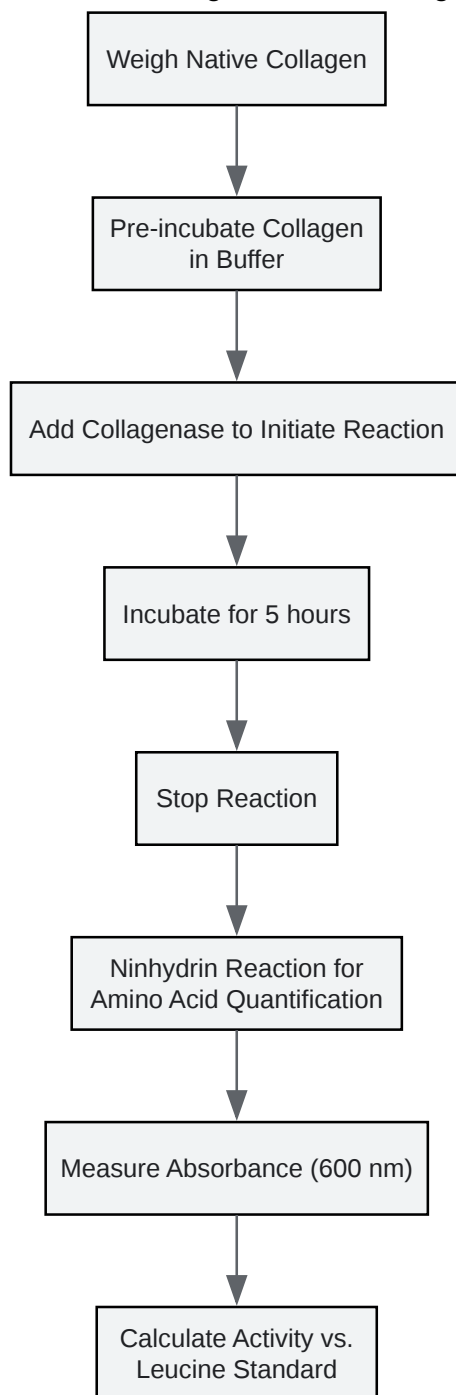 Weigh Native Collagen
Pre-incubate Collagen
in Buffer
Add Collagenase to Initiate Reaction
Incubate for 5 hours
Stop Reaction
Ninhydrin Reaction for
Amino Acid Quantification
Measure Absorbance (600 nm)
Calculate Activity vs.
Leucine Standard